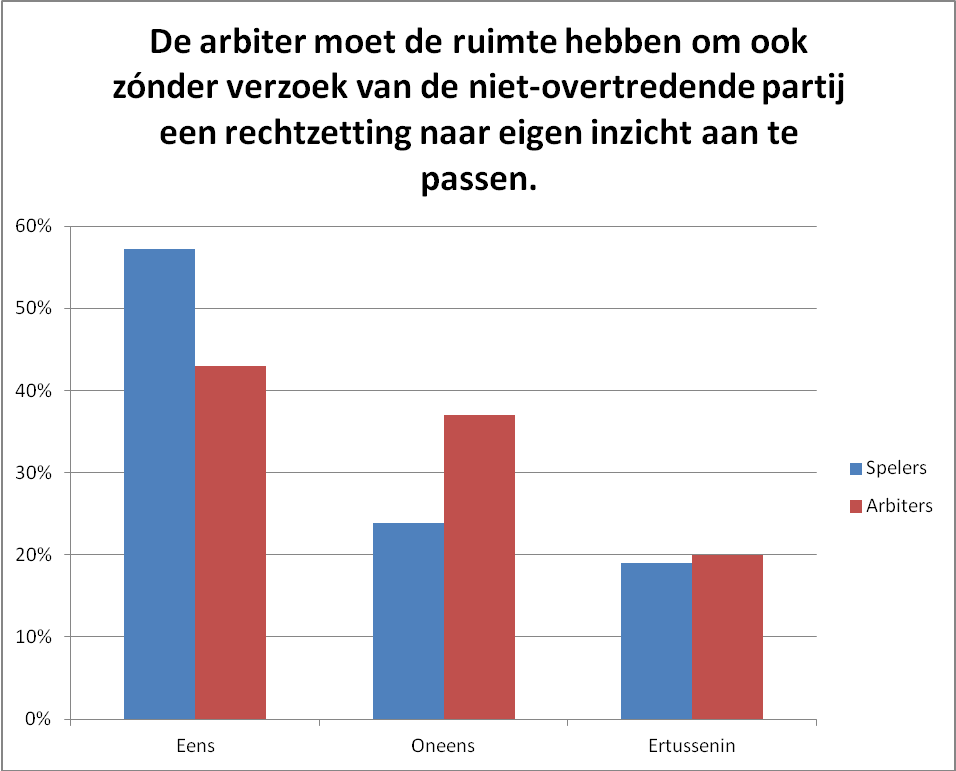 De arbiter moet de ruimte hebben om ook
zónder verzoek van de niet-overtredende partij
een rechtzetting naar eigen inzicht aan te
passen.
60%
50%
40%
30%
20%
10%
0%
Eens
Oneens
Ertussenin
Spelers
Arbiters